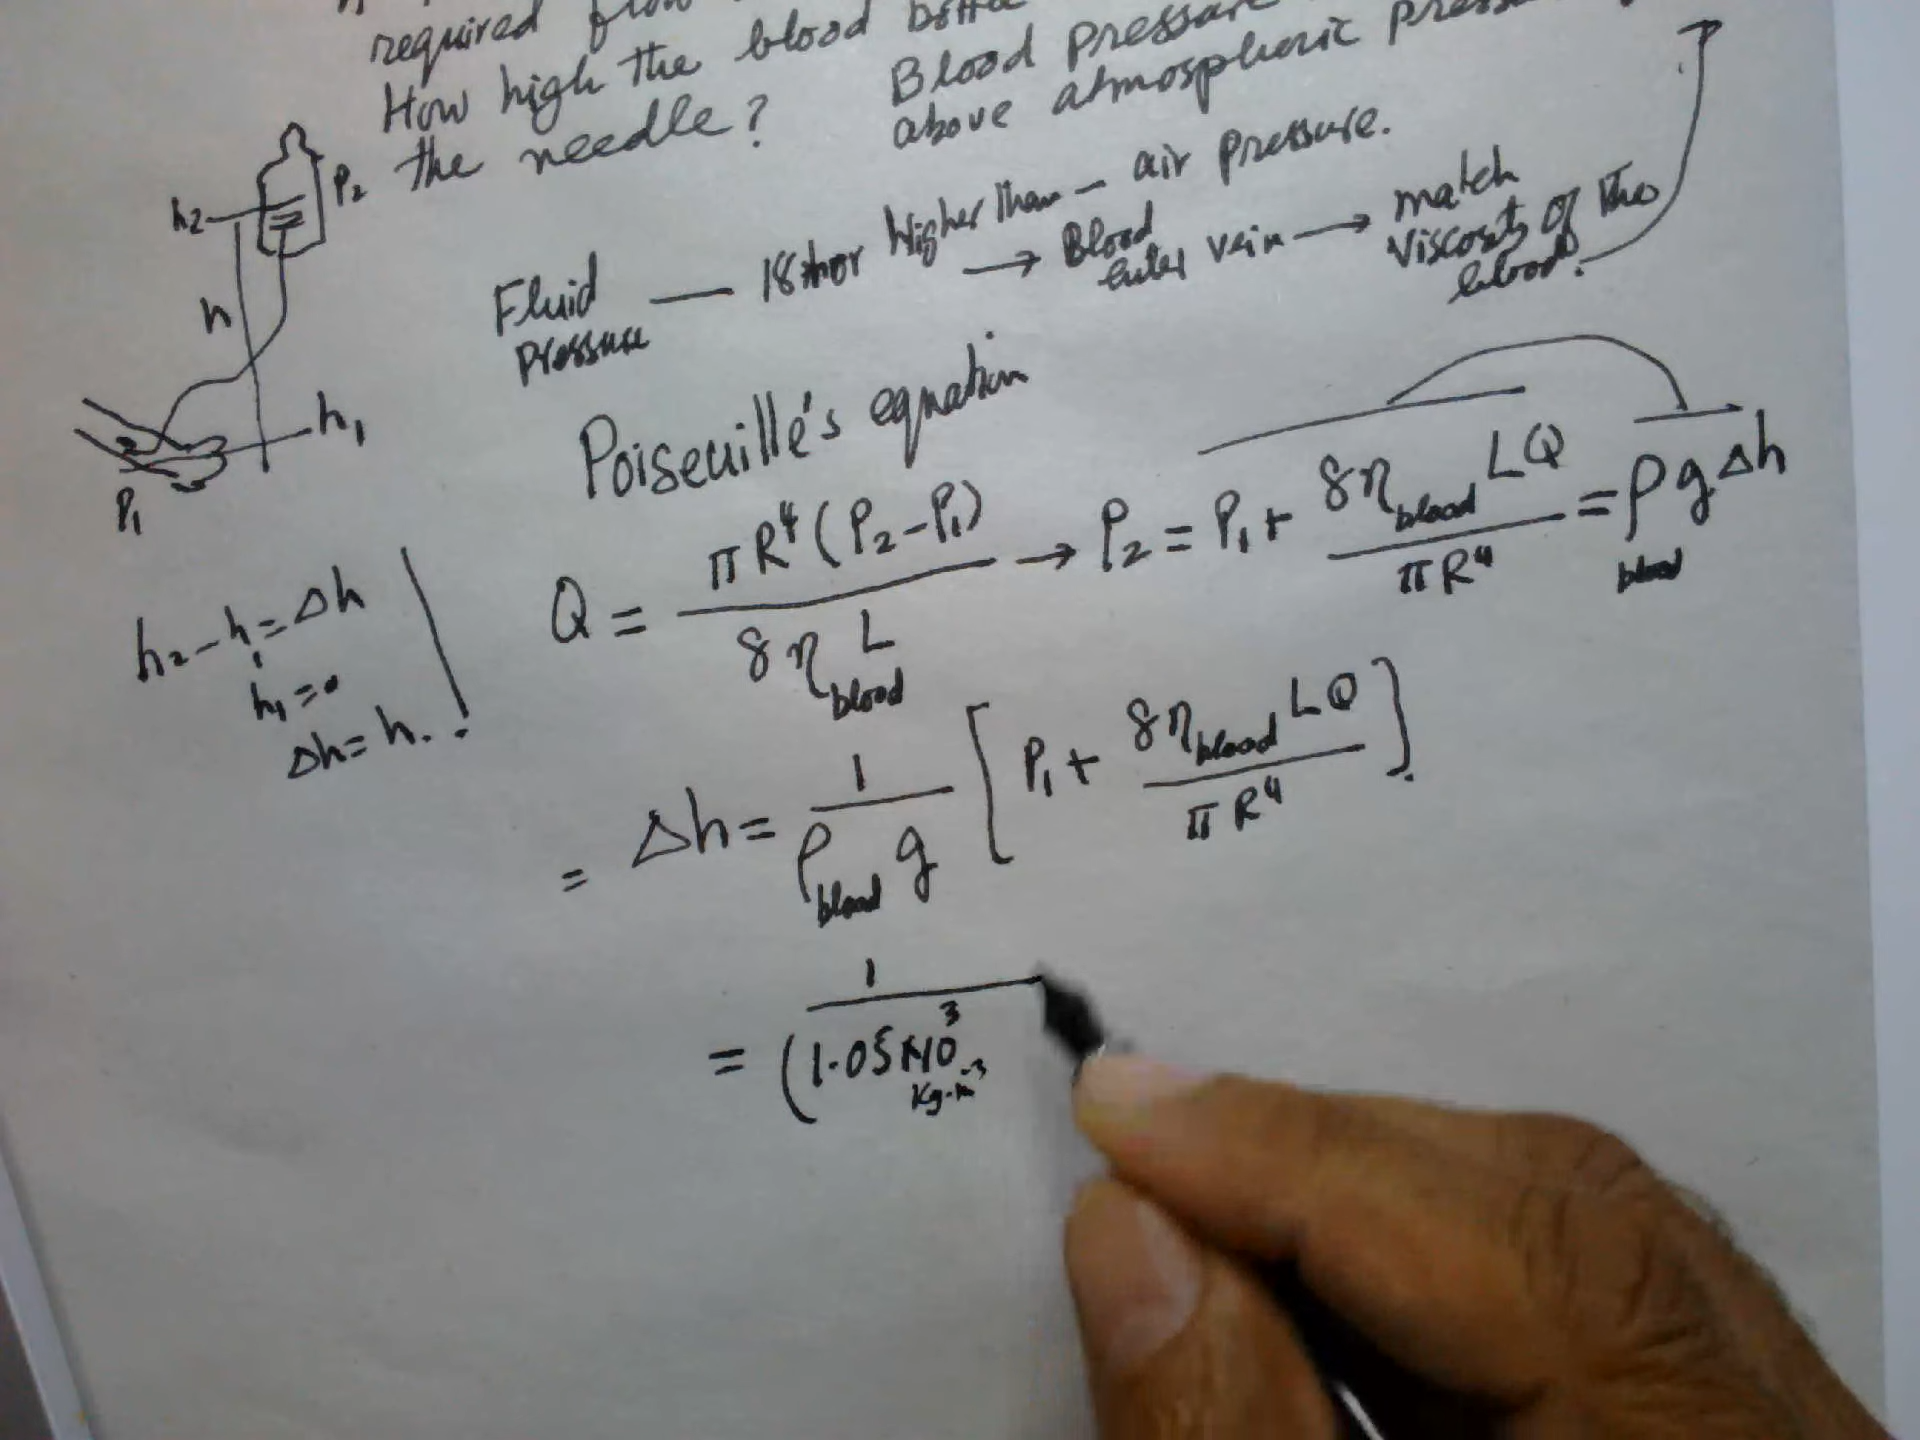 required
How high the blood
the needle?
Blood pressure
above atmospheric
P₂
h₂
h
h₁
P₁
Fluid pressure — 18 torr Higher than — air pressure.
→ Blood enter vein → match viscosity of the blood.
Poiseuille's equation
Q = πR⁴(P₂-P₁) / 8η_blood L → P₂ = P₁ + 8η_blood LQ / πR⁴ = ρ_blood gΔh
h₂-h₁=Δh
h₁=0
Δh=h.
= Δh = 1 / ρ_blood g [P₁ + 8η_blood LQ / πR⁴].
= 1 / (1.05×10³ Kg.m⁻³